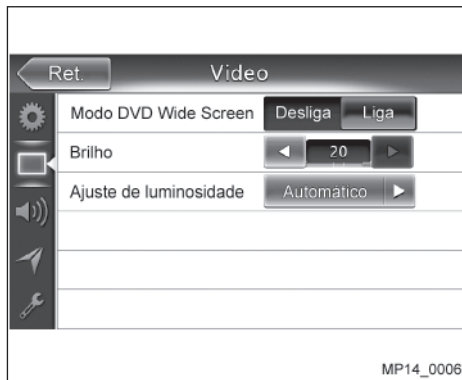 Ret. Video
Modo DVD Wide Screen Desliga Liga
Brilho 20
Ajuste de luminosidade Automático
MP14_0006